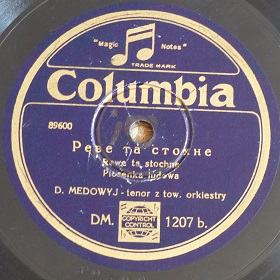 "Magic Notes"
TRADE MARK
Columbia
89600
Реве та стохне
Rewe ta stochne
Piosenka ludowa
D. MEDOWYJ - tenor z tow. orkiestry
DM. 1207 b.
COPYRIGHT
CONTROL